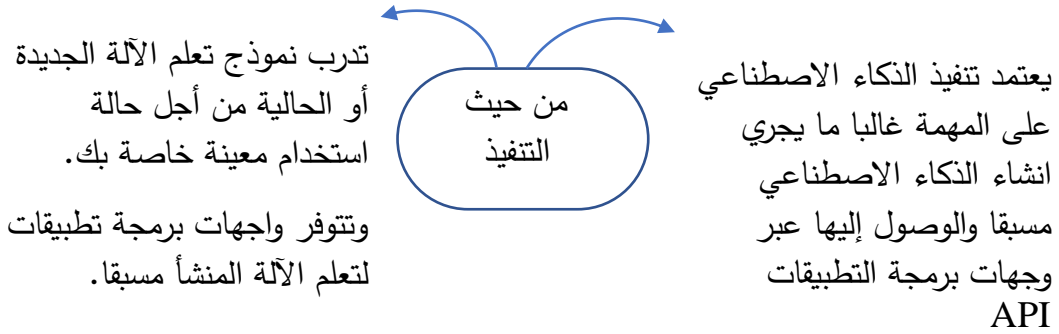 من حيث
التنفيذ
يعتمد تنفيذ الذكاء الاصطناعي
على المهمة غالبا ما يجري
انشاء الذكاء الاصطناعي
مسبقا والوصول إليها عبر
وجهات برمجة التطبيقات
API
تدرب نموذج تعلم الآلة الجديدة
أو الحالية من أجل حالة
استخدام معينة خاصة بك.
وتتوفر واجهات برمجة تطبيقات
لتعلم الآلة المنشأ مسبقا.